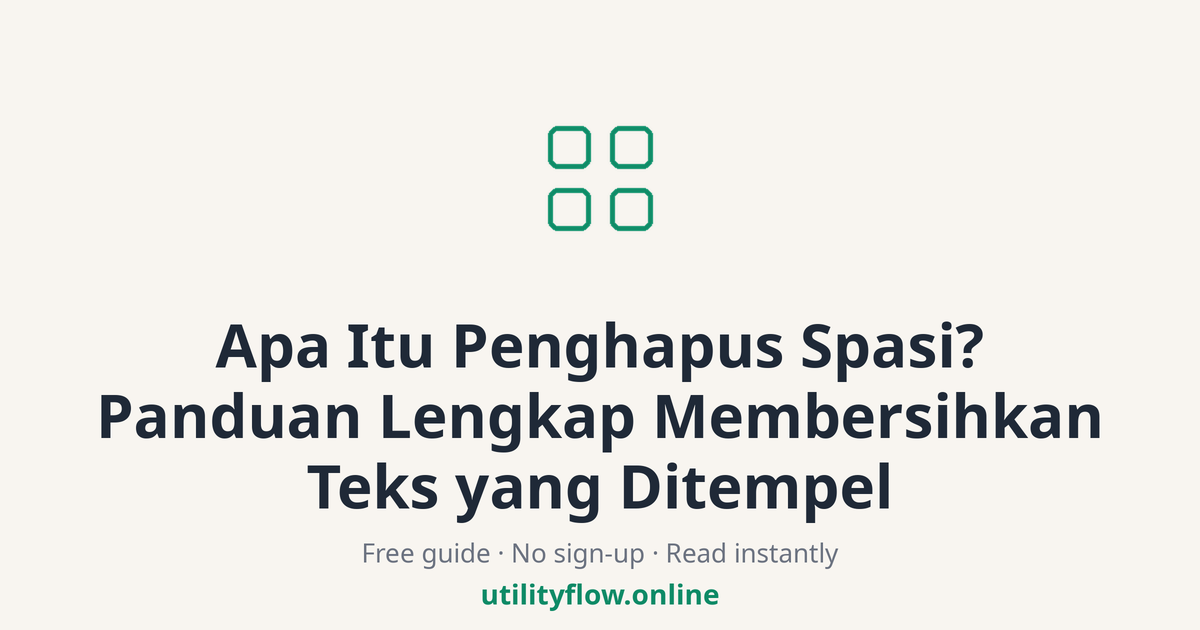 Apa Itu Penghapus Spasi?
Panduan Lengkap Membersihkan
Teks yang Ditempel
Free guide · No sign-up · Read instantly
utilityflow.online